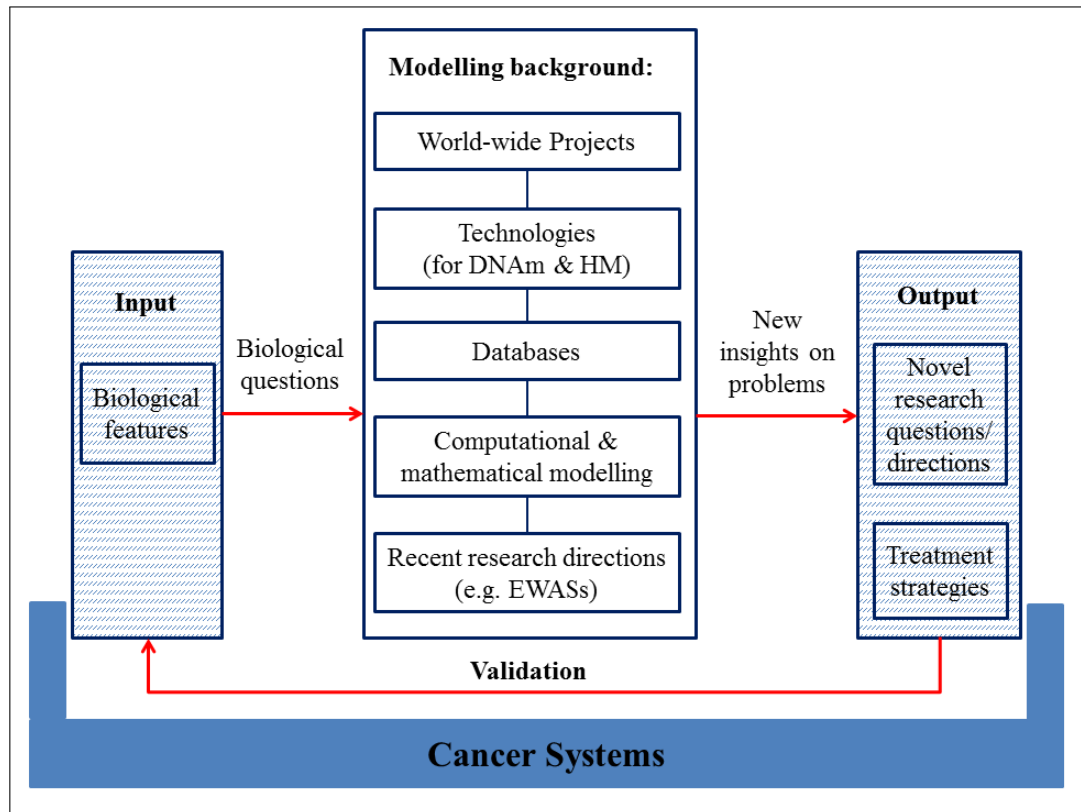 Modelling background:
World-wide Projects
Technologies
(for DNAm & HM)
Databases
Computational &
mathematical modelling
Recent research directions
(e.g. EWASs)
Input
Biological
features
Biological
questions
New
insights on
problems
Output
Novel
research
questions/
directions
Treatment
strategies
Validation
Cancer Systems